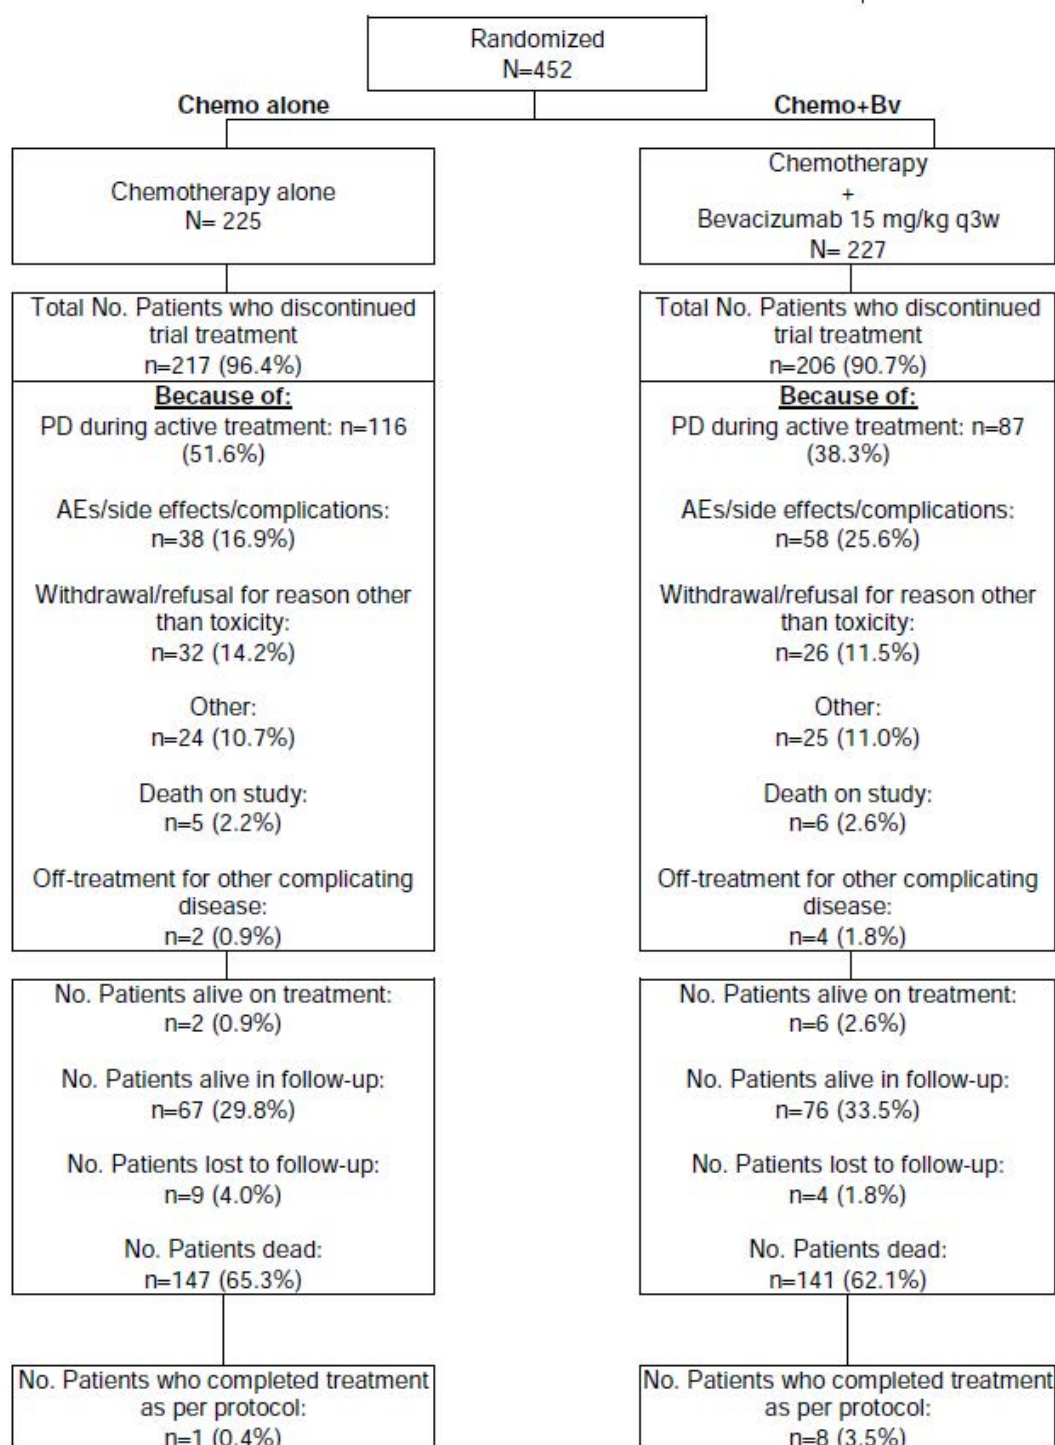 Randomized
N=452
Chemo alone
Chemo+Bv
Chemotherapy alone
N= 225
Chemotherapy
+
Bevacizumab 15 mg/kg q3w
N= 227
Total No. Patients who discontinued
trial treatment
n=217 (96.4%)
Because of:
PD during active treatment: n=116
(51.6%)
AEs/side effects/complications:
n=38 (16.9%)
Withdrawal/refusal for reason other
than toxicity:
n=32 (14.2%)
Other:
n=24 (10.7%)
Death on study:
n=5 (2.2%)
Off-treatment for other complicating
disease:
n=2 (0.9%)
Total No. Patients who discontinued
trial treatment
n=206 (90.7%)
Because of:
PD during active treatment: n=87
(38.3%)
AEs/side effects/complications:
n=58 (25.6%)
Withdrawal/refusal for reason other
than toxicity:
n=26 (11.5%)
Other:
n=25 (11.0%)
Death on study:
n=6 (2.6%)
Off-treatment for other complicating
disease:
n=4 (1.8%)
No. Patients alive on treatment:
n=2 (0.9%)
No. Patients alive in follow-up:
n=67 (29.8%)
No. Patients lost to follow-up:
n=9 (4.0%)
No. Patients dead:
n=147 (65.3%)
No. Patients alive on treatment:
n=6 (2.6%)
No. Patients alive in follow-up:
n=76 (33.5%)
No. Patients lost to follow-up:
n=4 (1.8%)
No. Patients dead:
n=141 (62.1%)
No. Patients who completed treatment
as per protocol:
n=1 (0.4%)
No. Patients who completed treatment
as per protocol:
n=8 (3.5%)